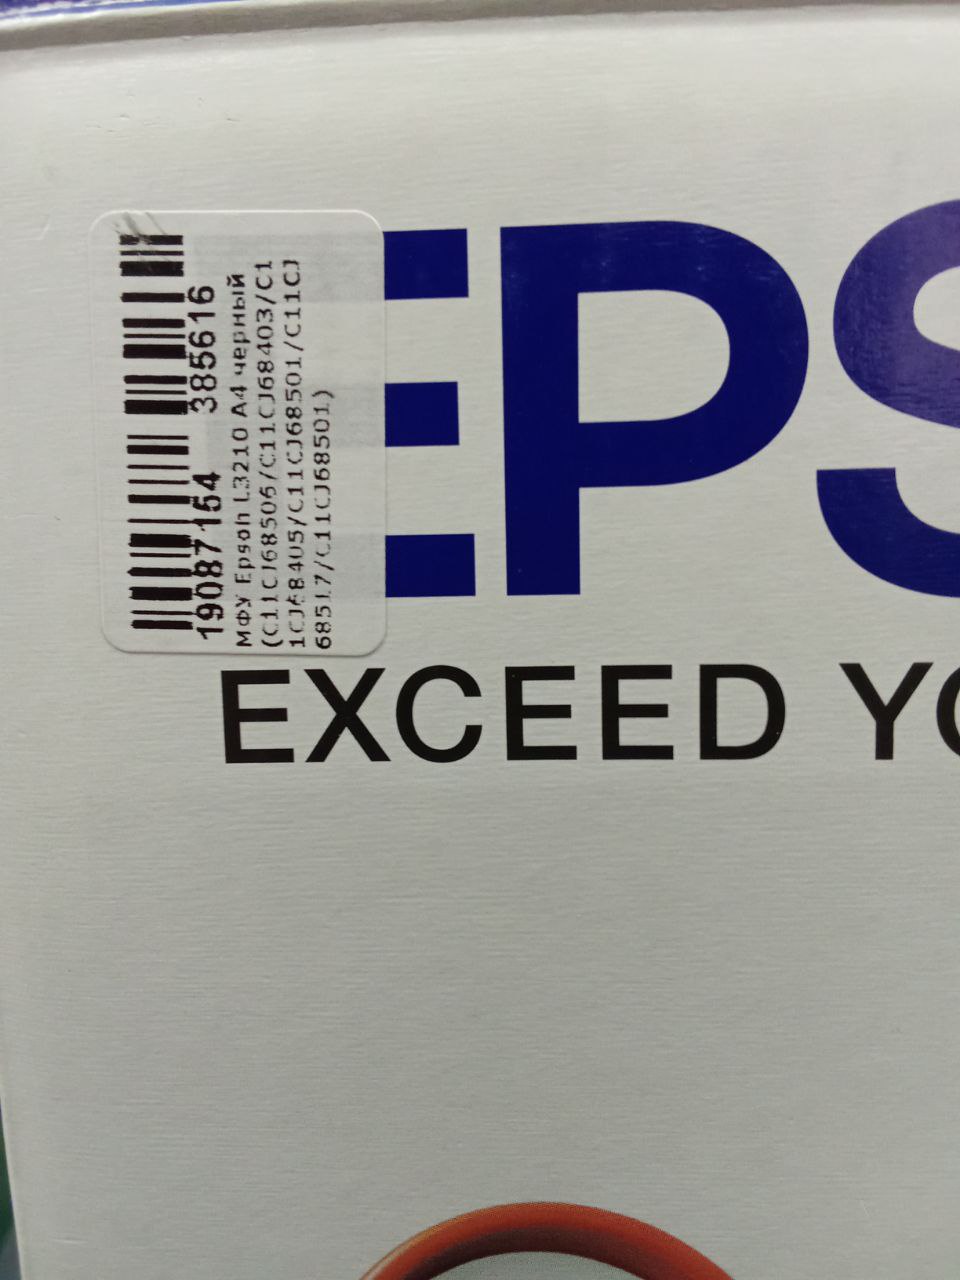 19087154 385616
МФУ Epson L3210 A4 черный
(C11CJ68506/C11CJ68403/C1
1CJ68405/C11CJ68501/C11CJ
68517/C11CJ68501)
EPS
EXCEED YO